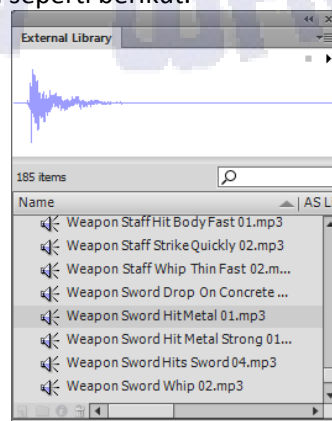 seperti berikut:
External Library
185 items
Name AS L
Weapon Staff Hit Body Fast 01.mp3
Weapon Staff Strike Quickly 02.mp3
Weapon Staff Whip Thin Fast 02.m...
Weapon Sword Drop On Concrete ...
Weapon Sword Hit Metal 01.mp3
Weapon Sword Hit Metal Strong 01...
Weapon Sword Hits Sword 04.mp3
Weapon Sword Whip 02.mp3